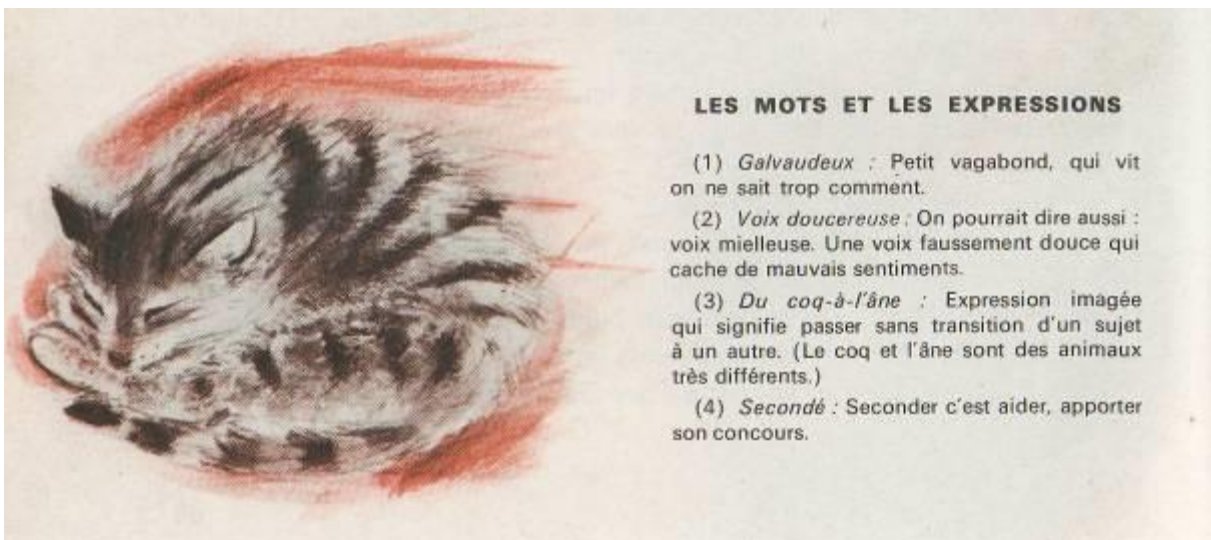 LES MOTS ET LES EXPRESSIONS
(1) Galvaudeux : Petit vagabond, qui vit
on ne sait trop comment.
(2) Voix doucereuse : On pourrait dire aussi :
voix mielleuse. Une voix faussement douce qui
cache de mauvais sentiments.
(3) Du coq-à-l'âne : Expression imagée
qui signifie passer sans transition d'un sujet
à un autre. (Le coq et l'âne sont des animaux
très différents.)
(4) Secondé : Seconder c'est aider, apporter
son concours.